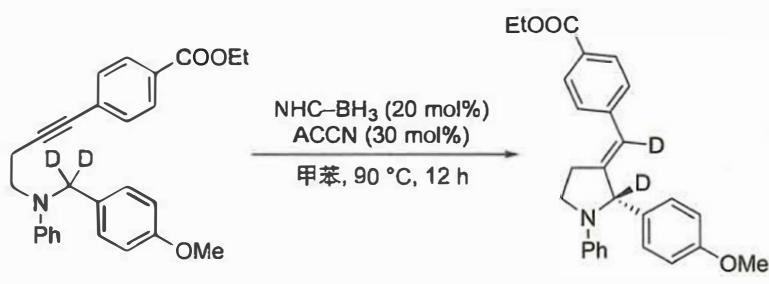 COOEt
D D
N
Ph
OMe
NHC–BH₃ (20 mol%)
ACCN (30 mol%)
甲苯, 90 °C, 12 h
EtOOC
D
D
N
Ph
OMe